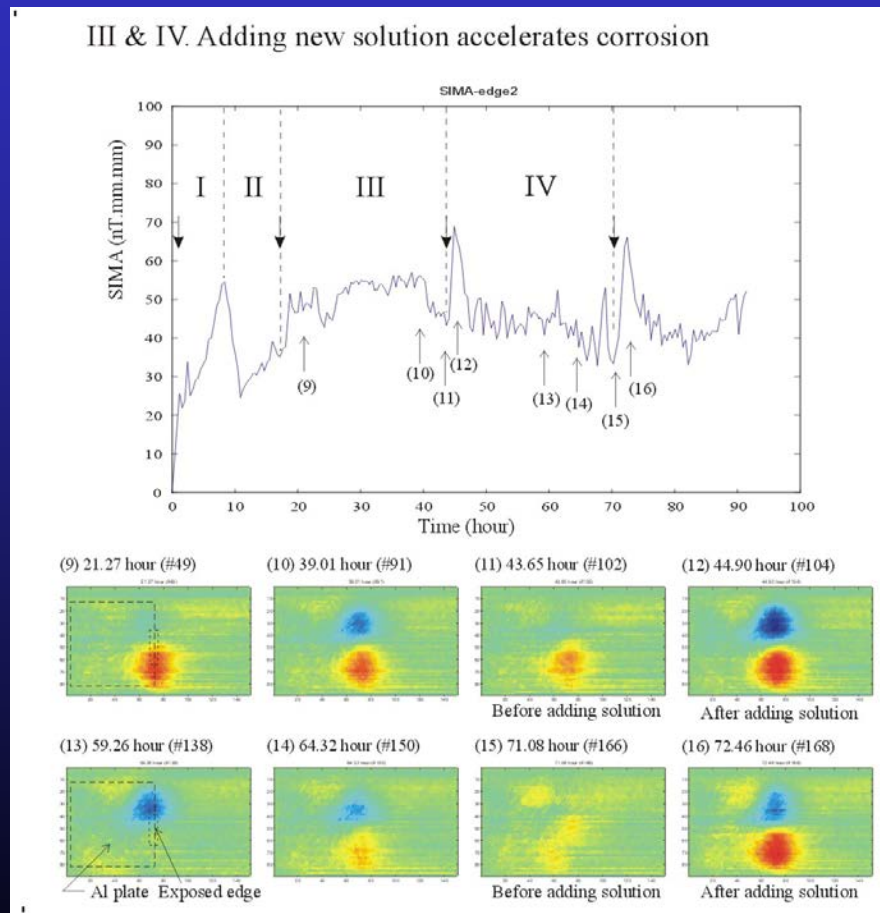 III & IV. Adding new solution accelerates corrosion
SIMA-edge2
100
90
80
70
60
50
40
30
20
10
0
SIMA (nT.mm.mm)
I II III IV
(9) (10) (11) (12) (13) (14) (15) (16)
0 10 20 30 40 50 60 70 80 90 100
Time (hour)
(9) 21.27 hour (#49) (10) 39.01 hour (#91) (11) 43.65 hour (#102) (12) 44.90 hour (#104)
Before adding solution After adding solution
(13) 59.26 hour (#138) (14) 64.32 hour (#150) (15) 71.08 hour (#166) (16) 72.46 hour (#168)
Al plate Exposed edge Before adding solution After adding solution